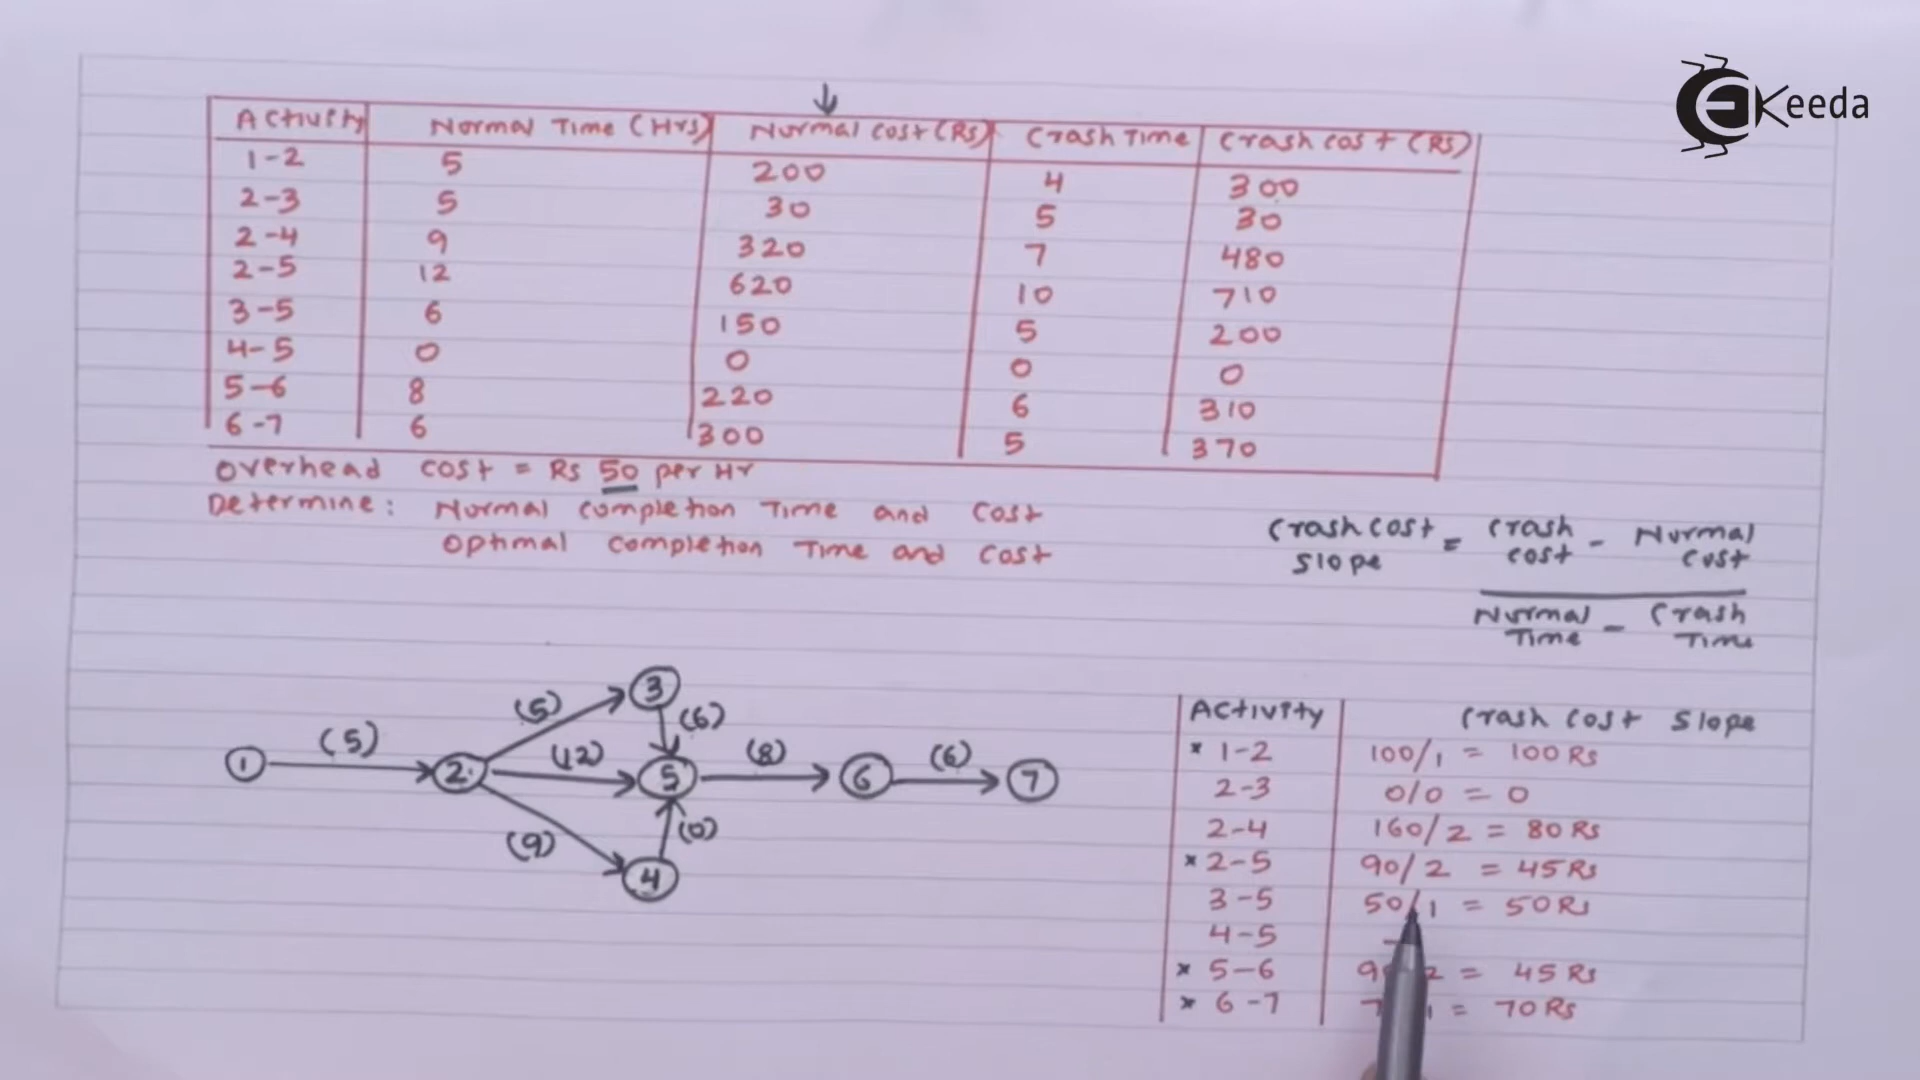 Keeda
Activity Normal Time (Hrs) Normal Cost (Rs) Crash Time Crash cost (Rs)
1-2 5 200 4 300
2-3 5 30 5 30
2-4 9 320 7 480
2-5 12 620 10 710
3-5 6 150 5 200
4-5 0 0 0 0
5-6 8 220 6 310
6-7 6 300 5 370
Overhead cost = Rs 50 per Hr
Determine: Normal completion Time and Cost
Optimal completion Time and Cost
Crash Cost Slope = Crash Cost - Normal Cost
Normal Time - Crash Time
1 (5) 2 (5) 3 (6)
(12) 5 (8) 6 (6) 7
(9) 4 (0)
Activity Crash Cost Slope
* 1-2 100/1 = 100 Rs
2-3 0/0 = 0
2-4 160/2 = 80 Rs
* 2-5 90/2 = 45 Rs
3-5 50/1 = 50 Rs
4-5 -
* 5-6 2 = 45 Rs
* 6-7 1 = 70 Rs